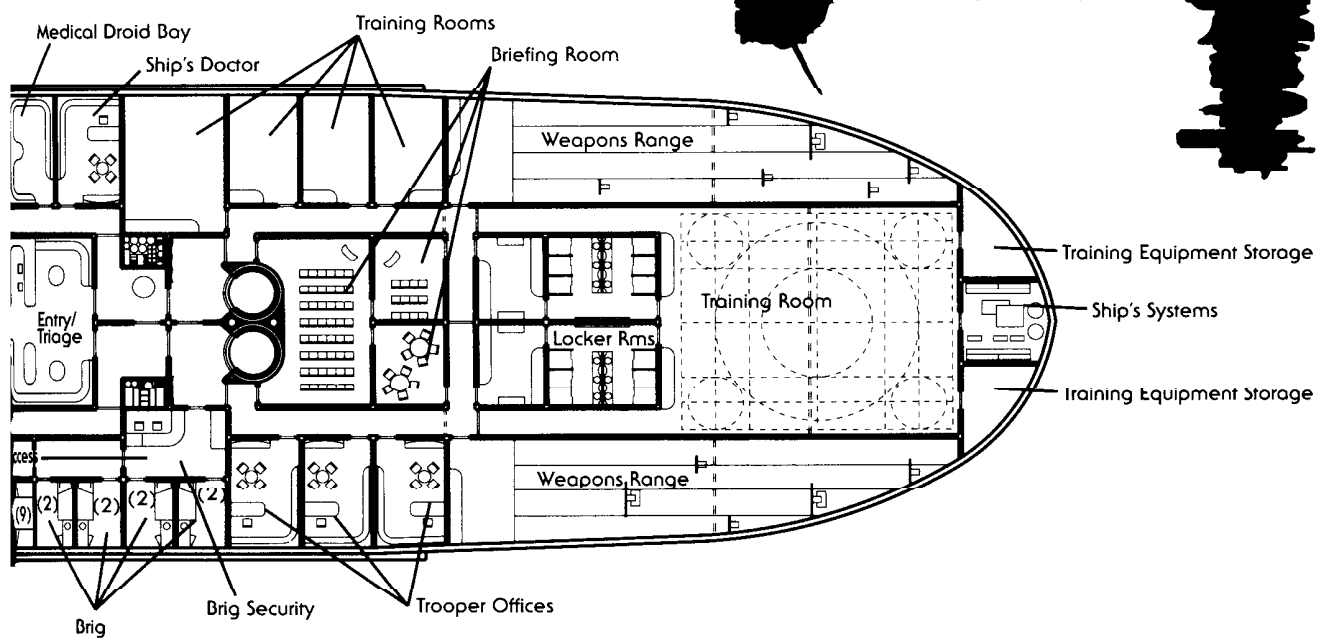 Training Rooms
Medical Droid Bay
Briefing Room
Ship's Doctor
Weapons Range
Training Equipment Storage
Training Room
Ship's Systems
Entry/
Triage
Locker Rms
Training Equipment Storage
ccess
Weapons Range
(2)
(2)
(2)
(2)
(9)
Trooper Offices
Brig Security
Brig